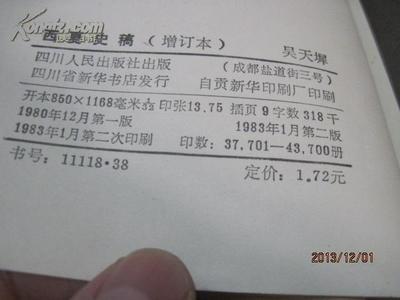 西夏史稿（增订本）　吴天墀
四川人民出版社出版　（成都盐道街三号）
四川省新华书店发行　自贡新华印刷厂印刷
开本850×1168毫米1/32 印张13.75 插页9字数318千
1980年12月第一版　1983年1月第二版
1983年1月第二次印刷　印数：37,701—43,700册
书号：11118·38　定价：1.72元
2013/12/01